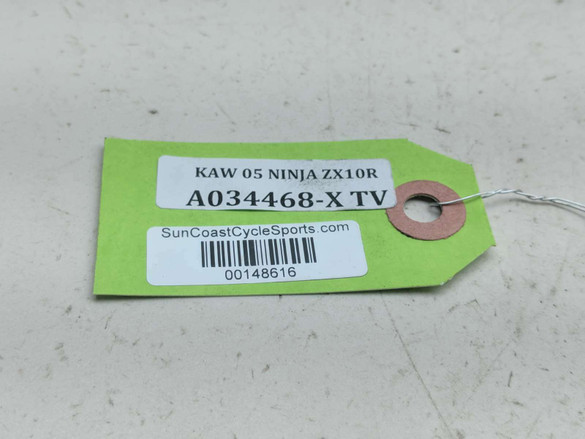 KAW 05 NINJA ZX10R
A034468-X TV
SunCoastCycleSports.com
00148616